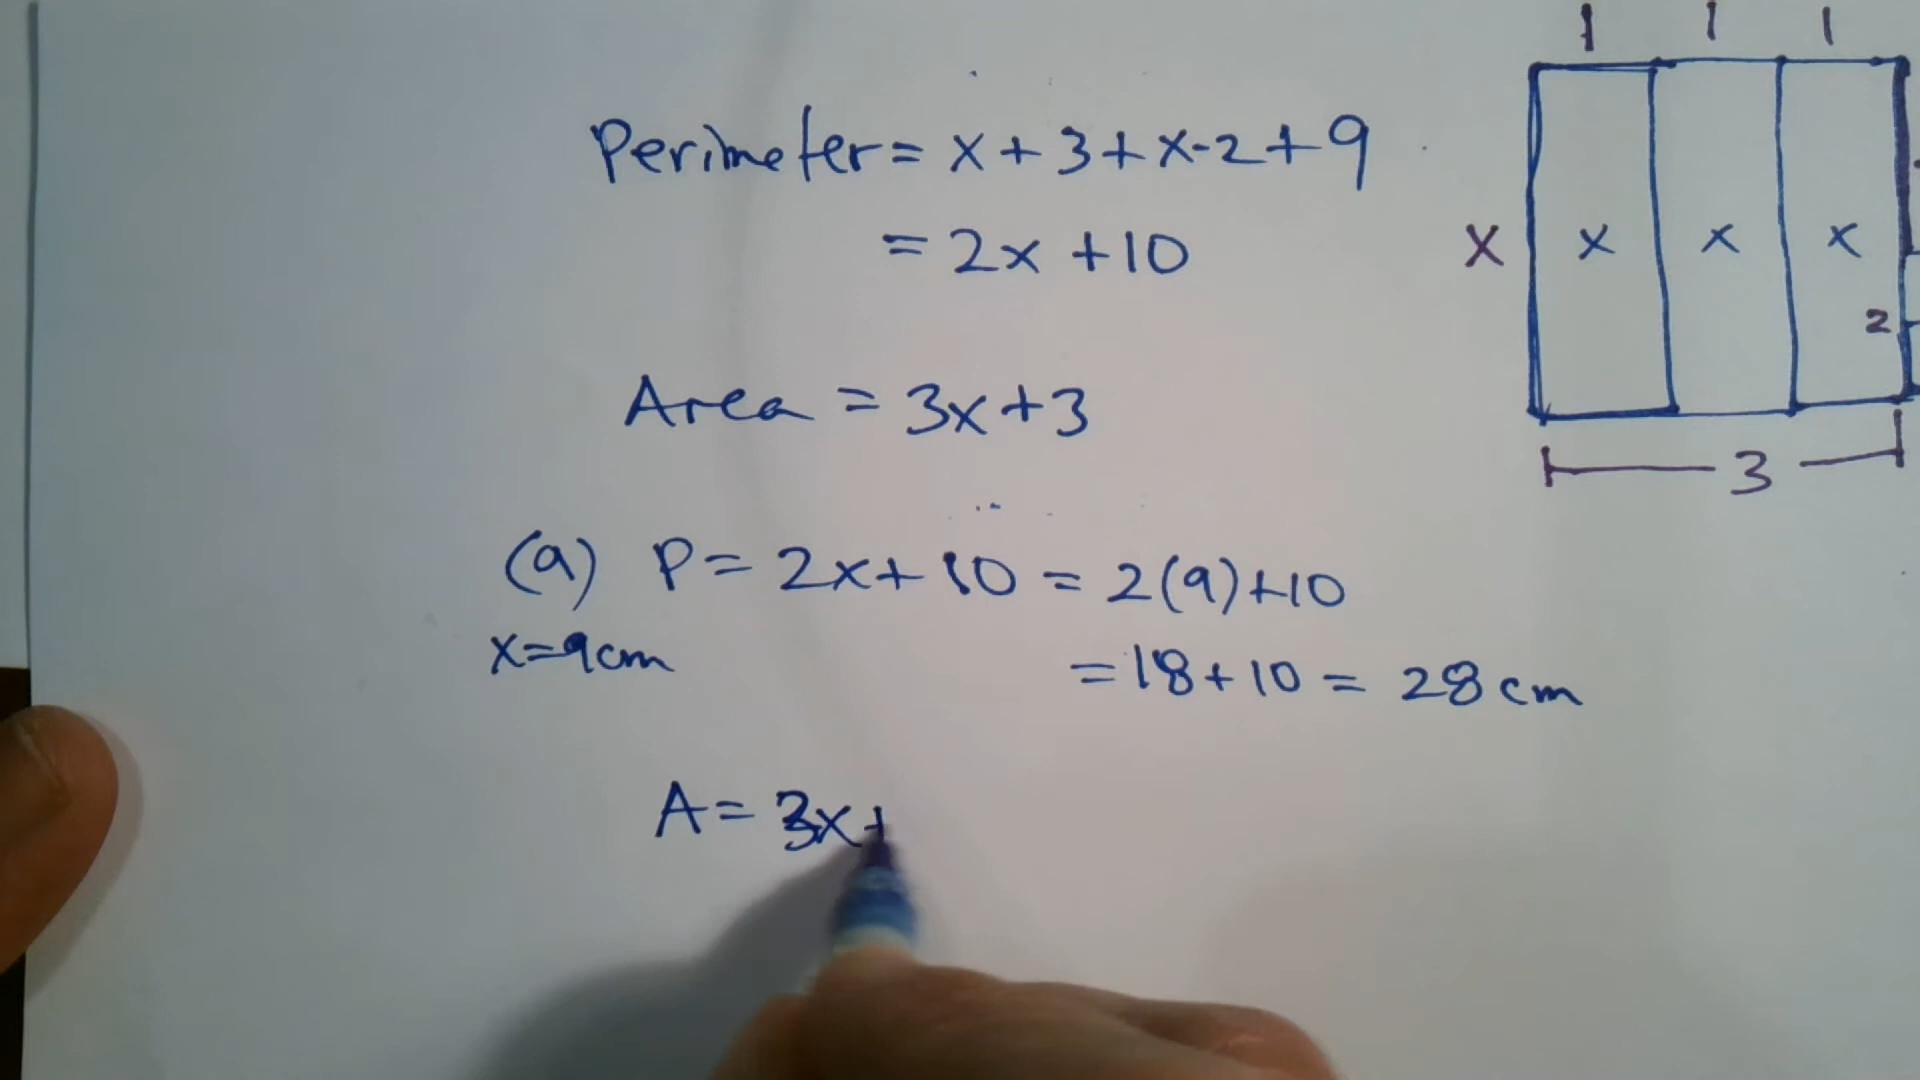 1 1 1
Perimeter = x + 3 + x - 2 + 9
= 2x + 10
x x x x
2
Area = 3x + 3
3
(a) P = 2x + 10 = 2(9) + 10
x = 9cm
= 18 + 10 = 28 cm
A = 3x +